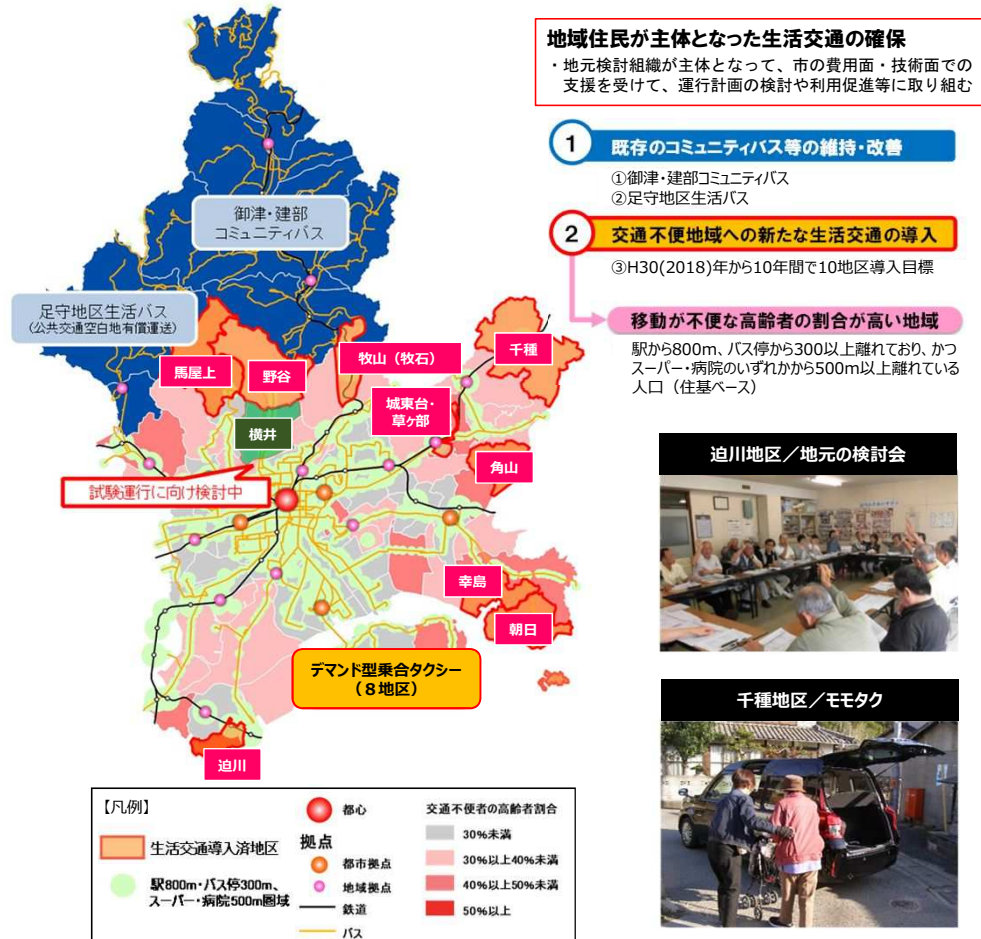 地域住民が主体となった生活交通の確保
・地元検討組織が主体となって、市の費用面・技術面での
支援を受けて、運行計画の検討や利用促進等に取り組む
1 既存のコミュニティバス等の維持・改善
①御津・建部コミュニティバス
②足守地区生活バス
2 交通不便地域への新たな生活交通の導入
③H30(2018)年から10年間で10地区導入目標
移動が不便な高齢者の割合が高い地域
駅から800m、バス停から300以上離れており、かつ
スーパー・病院のいずれかから500m以上離れている
人口（住基ベース）
御津・建部
コミュニティバス
足守地区生活バス
（公共交通空白地有償運送）
馬屋上
野谷
牧山（牧石）
千種
城東台・
草ヶ部
横井
角山
試験運行に向け検討中
幸島
朝日
デマンド型乗合タクシー
（８地区）
迫川
迫川地区／地元の検討会
千種地区／モモタク
【凡例】
生活交通導入済地区
駅800m・バス停300m、
スーパー・病院500m圏域
都心
拠点
都市拠点
地域拠点
鉄道
バス
交通不便者の高齢者割合
30%未満
30%以上40%未満
40%以上50%未満
50%以上